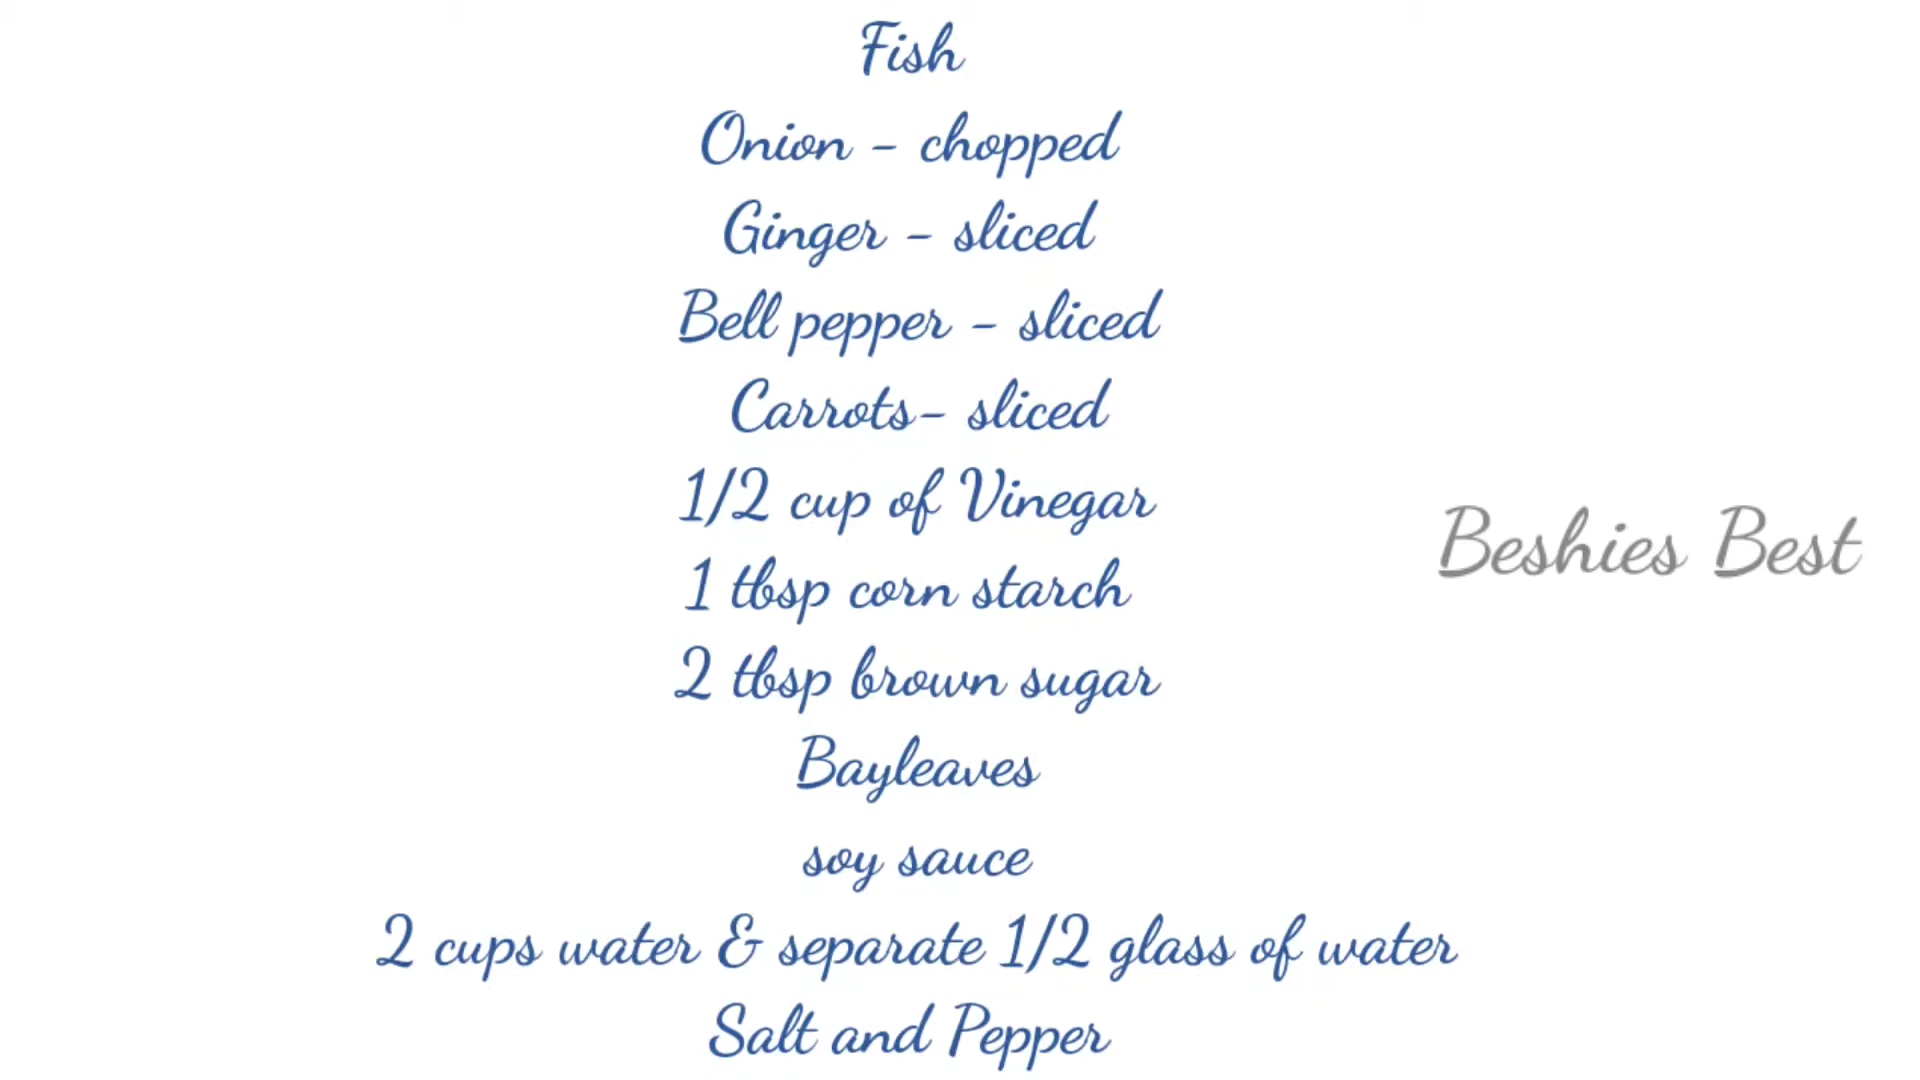 Fish
Onion - chopped
Ginger - sliced
Bell pepper - sliced
Carrots- sliced
1/2 cup of Vinegar
1 tbsp corn starch
2 tbsp brown sugar
Bayleaves
soy sauce
2 cups water & separate 1/2 glass of water
Salt and Pepper
Beshies Best